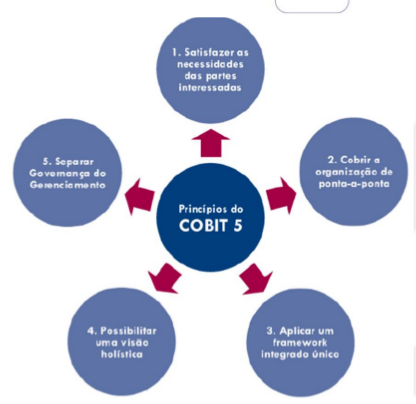 1. Satisfazer as
necessidades
das partes
interessadas
5. Separar
Governança do
Gerenciamento
2. Cobrir a
organização de
ponta-a-ponta
Princípios do
COBIT 5
4. Possibilitar
uma visão
holística
3. Aplicar um
framework
integrado único